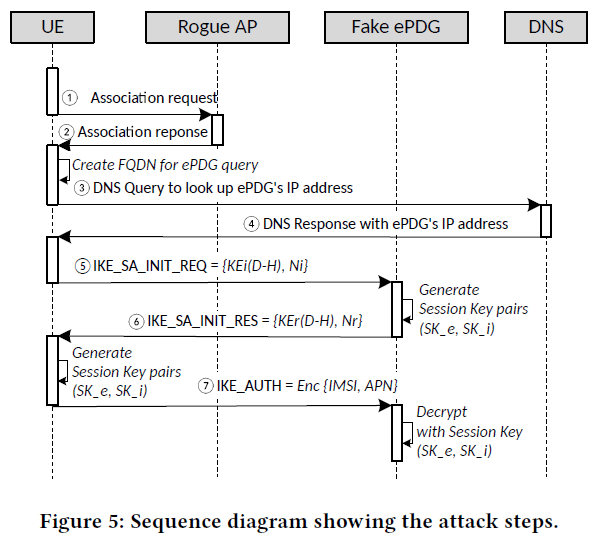 UE Rogue AP Fake ePDG DNS
① Association request
② Association reponse
Create FQDN for ePDG query
③ DNS Query to look up ePDG's IP address
④ DNS Response with ePDG's IP address
⑤ IKE_SA_INIT_REQ = {KEi(D-H), Ni}
Generate
Session Key pairs
(SK_e, SK_i)
⑥ IKE_SA_INIT_RES = {KEr(D-H), Nr}
Generate
Session Key pairs
(SK_e, SK_i)
⑦ IKE_AUTH = Enc {IMSI, APN}
Decrypt
with Session Key
(SK_e, SK_i)
Figure 5: Sequence diagram showing the attack steps.